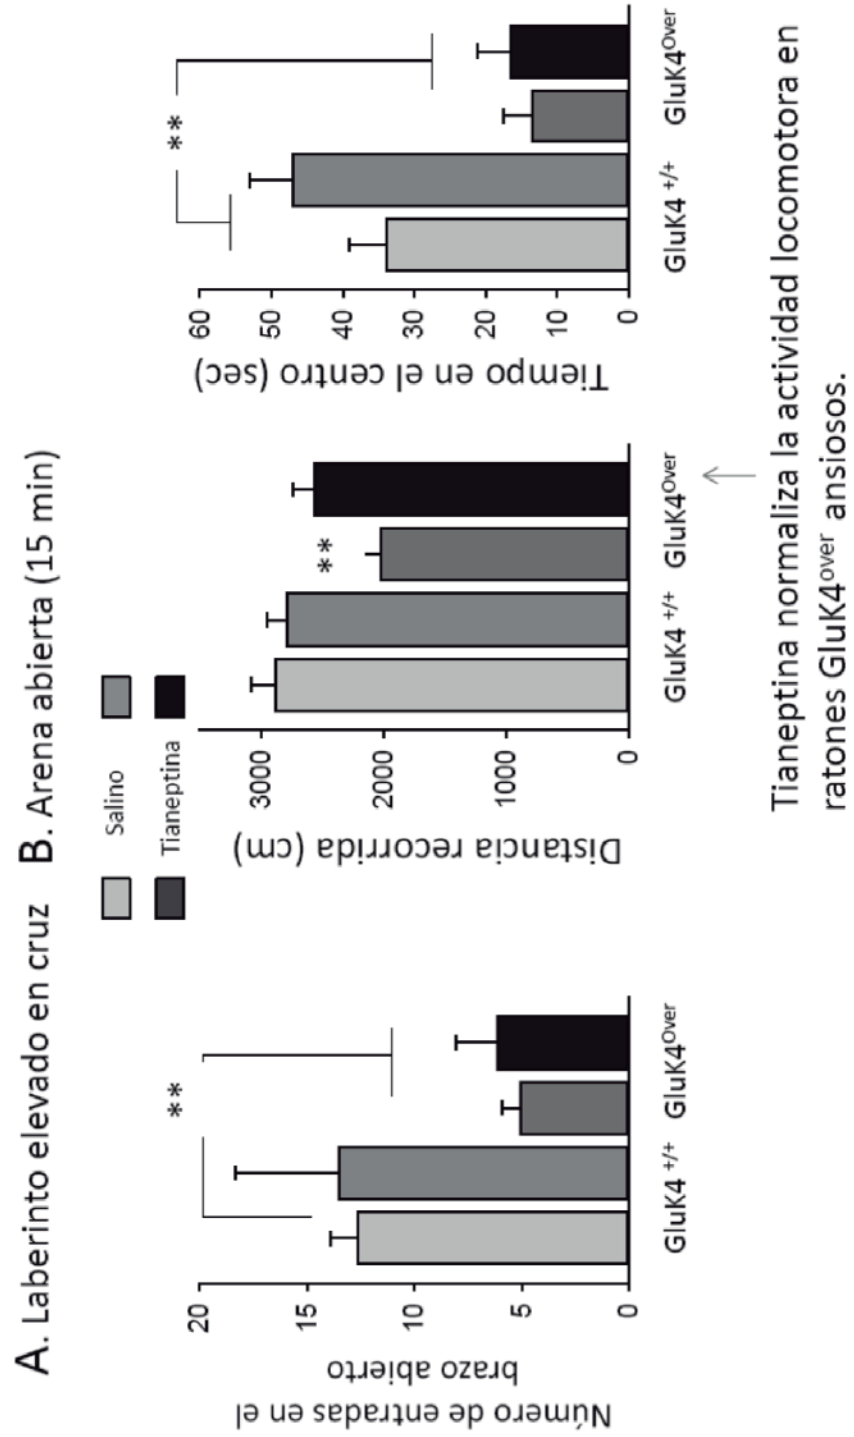 A. Laberinto elevado en cruz
B. Arena abierta (15 min)
Salino
Tianeptina
Número de entradas en el
brazo abierto
20
15
10
5
0
GluK4 +/+ GluK4Over
**
Distancia recorrida (cm)
3000
2000
1000
0
GluK4 +/+ GluK4Over
**
Tiempo en el centro (sec)
60
50
40
30
20
10
0
GluK4 +/+ GluK4Over
**
Tianeptina normaliza la actividad locomotora en
ratones GluK4over ansiosos.